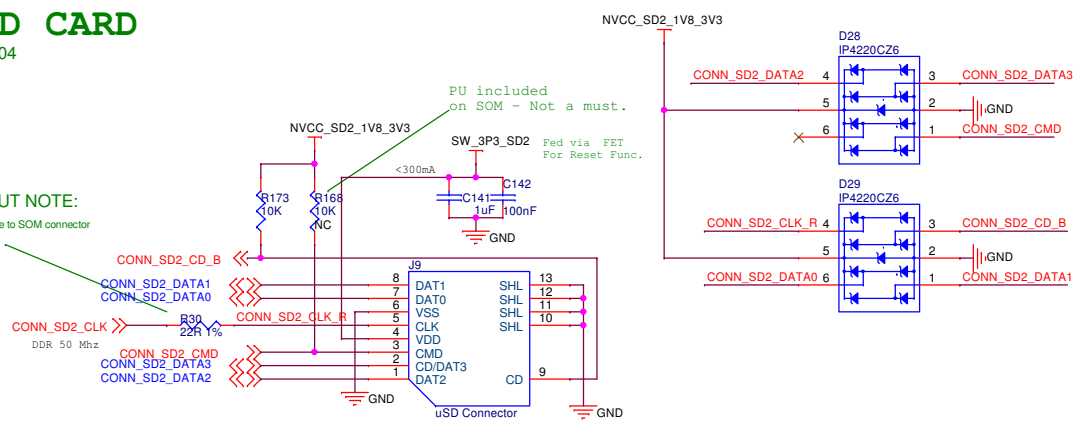 D CARD
04
NVCC_SD2_1V8_3V3
D28
IP4220CZ6
CONN_SD2_DATA2 4
3 CONN_SD2_DATA3
5
2 GND
6
1 CONN_SD2_CMD
D29
IP4220CZ6
CONN_SD2_CLK_R 4
3 CONN_SD2_CD_B
5
2 GND
CONN_SD2_DATA0 6
1 CONN_SD2_DATA1
PU included
on SOM - Not a must.
NVCC_SD2_1V8_3V3
SW_3P3_SD2
Fed via FET
For Reset Func.
<300mA
R173
10K
R168
10K
NC
C141
1uF
C142
100nF
GND
UT NOTE:
e to SOM connector
CONN_SD2_CD_B
CONN_SD2_DATA1
CONN_SD2_DATA0
CONN_SD2_CLK
R30
22R 1%
CONN_SD2_CLK_R
DDR 50 Mhz
CONN_SD2_CMD
CONN_SD2_DATA3
CONN_SD2_DATA2
J9
8 DAT1
7 DAT0
6 VSS
5 CLK
4 VDD
3 CMD
2 CD/DAT3
1 DAT2
SHL 13
SHL 12
SHL 11
SHL 10
CD 9
uSD Connector
GND
GND